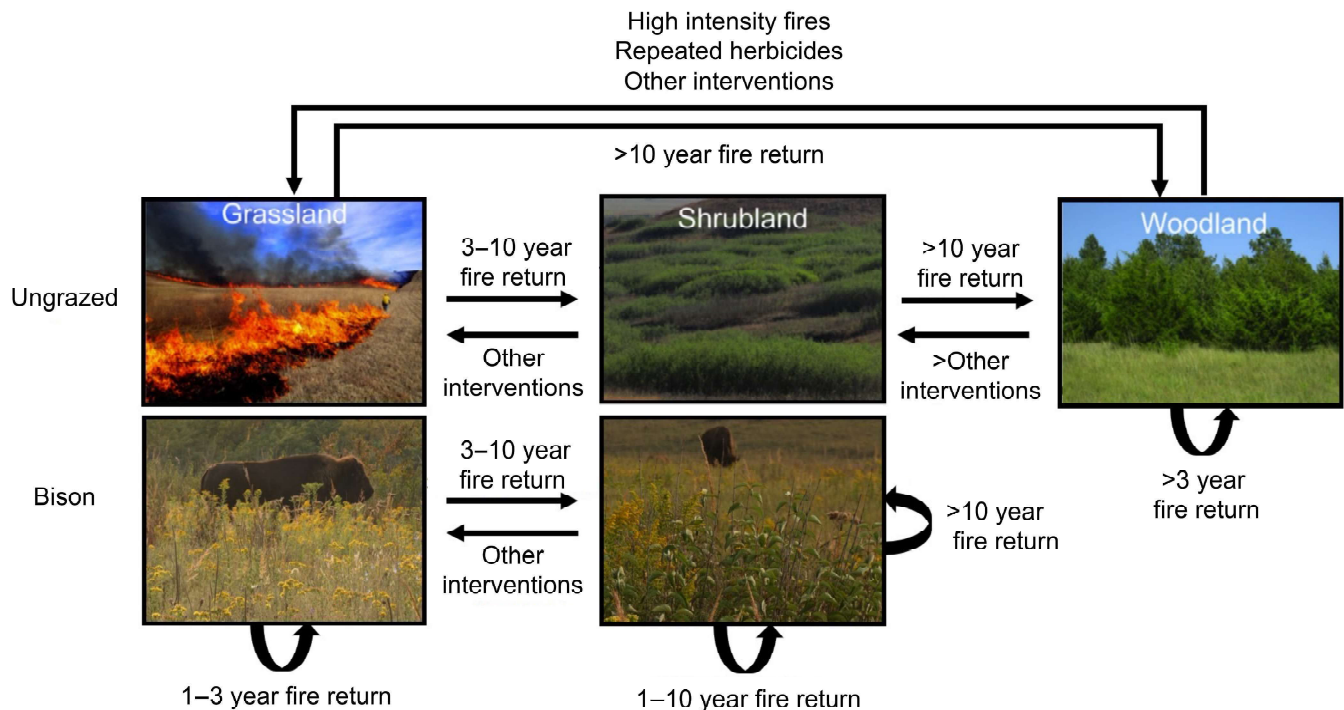 High intensity fires
Repeated herbicides
Other interventions
>10 year fire return
Grassland
Shrubland
Woodland
Ungrazed
3–10 year
fire return
Other
interventions
>10 year
fire return
>Other
interventions
Bison
3–10 year
fire return
Other
interventions
>10 year
fire return
>3 year
fire return
1–3 year fire return
1–10 year fire return